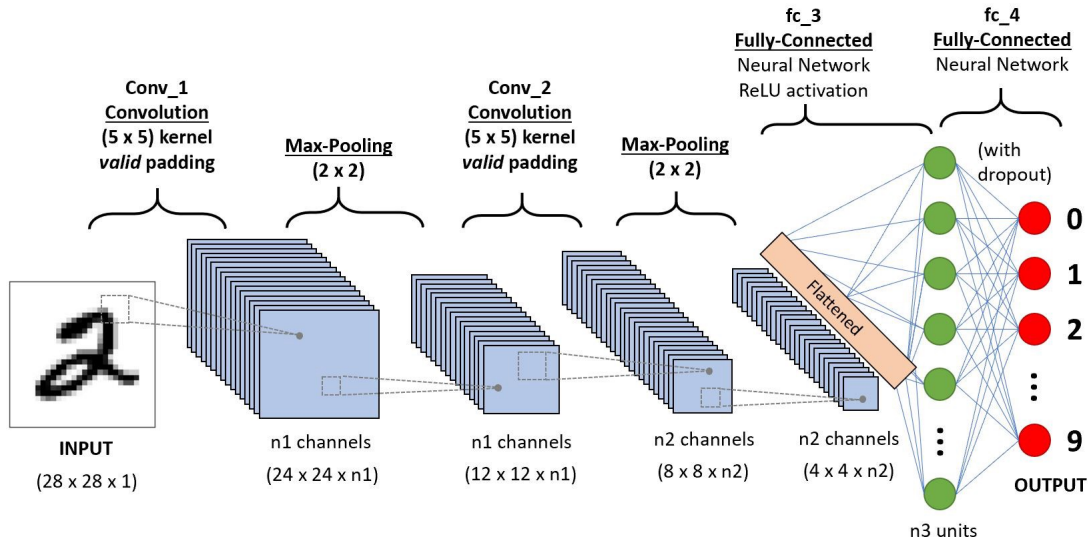 fc_3
Fully-Connected
Neural Network
ReLU activation
fc_4
Fully-Connected
Neural Network
Conv_1
Convolution
(5 x 5) kernel
valid padding
Max-Pooling
(2 x 2)
Conv_2
Convolution
(5 x 5) kernel
valid padding
Max-Pooling
(2 x 2)
(with
dropout)
2
Flattened
0
1
2
9
INPUT
(28 x 28 x 1)
n1 channels
(24 x 24 x n1)
n1 channels
(12 x 12 x n1)
n2 channels
(8 x 8 x n2)
n2 channels
(4 x 4 x n2)
OUTPUT
n3 units